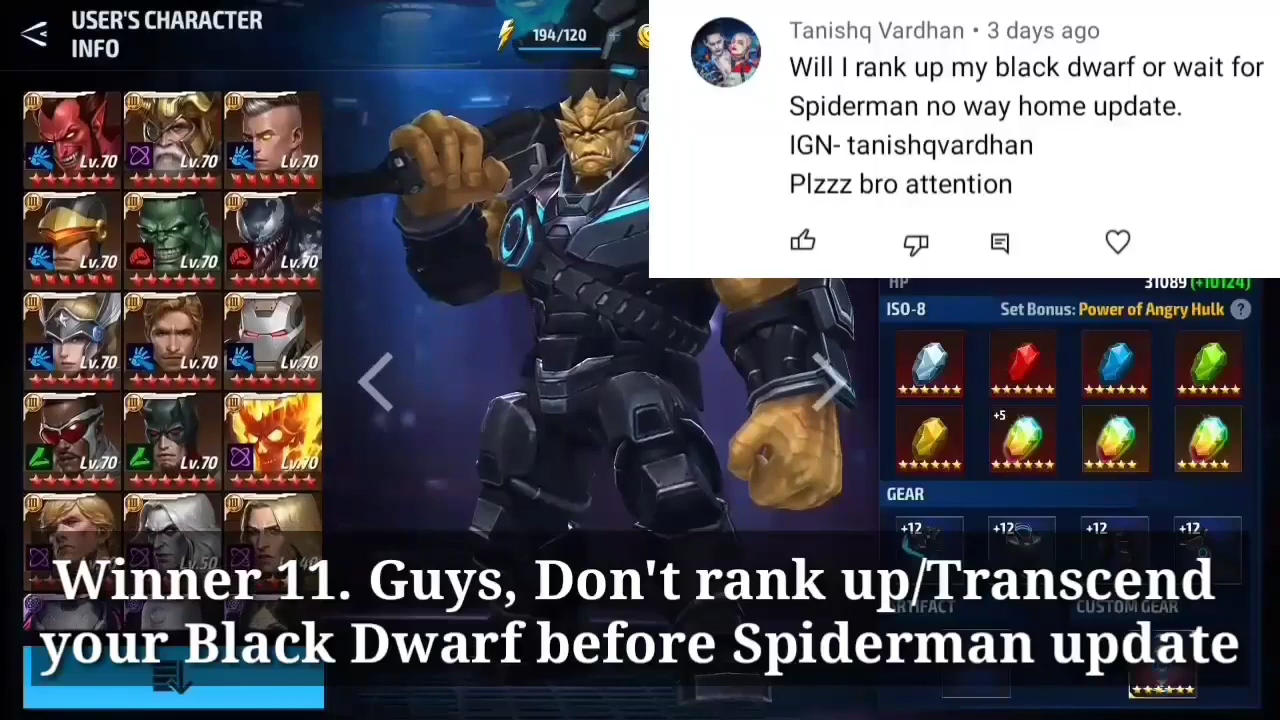 USER'S CHARACTER
INFO
194/120
Tanishq Vardhan • 3 days ago
Will I rank up my black dwarf or wait for
Spiderman no way home update.
IGN- tanishqvardhan
Plzzz bro attention
HP 31089 (+10124)
ISO-8 Set Bonus: Power of Angry Hulk ?
Lv.70 Lv.70 Lv.70
Lv.70 Lv.70 Lv.70
Lv.70 Lv.70 Lv.70
Lv.70 Lv.70 Lv.70
+5
GEAR
+12 +12 +12 +12
ARTIFACT CUSTOM GEAR
Winner 11. Guys, Don't rank up/Transcend
your Black Dwarf before Spiderman update